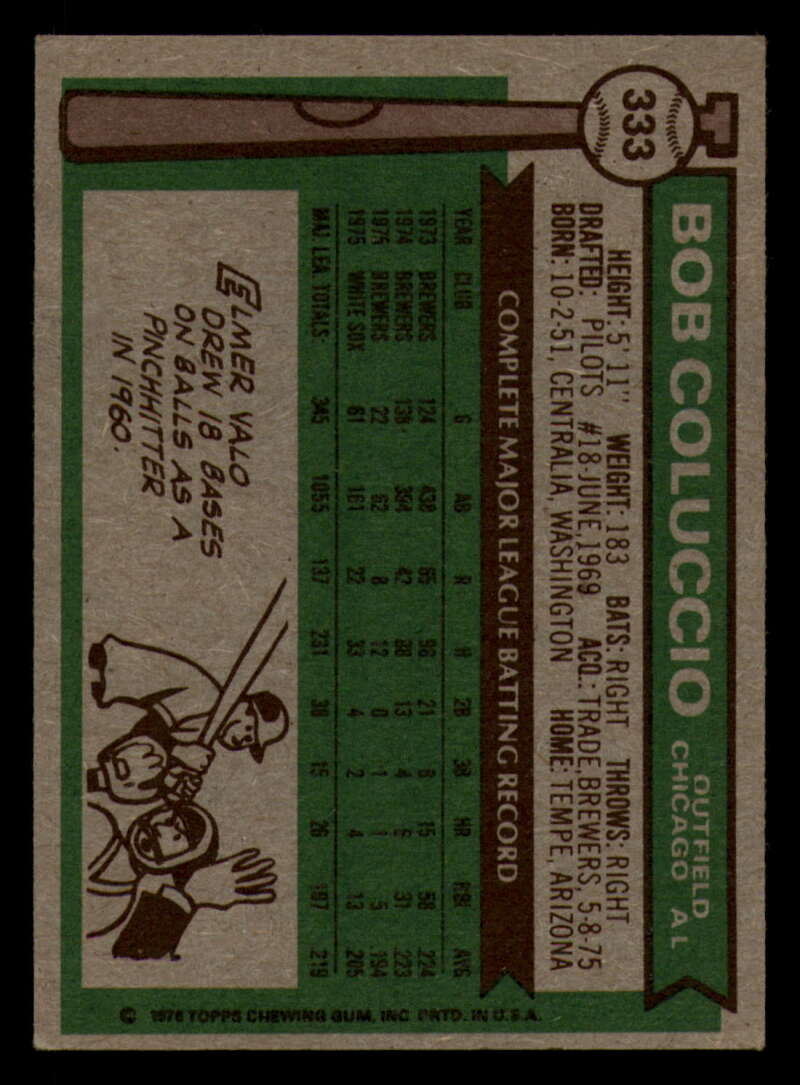 333
BOB COLUCCIO
OUTFIELD
CHICAGO AL
HEIGHT: 5' 11" WEIGHT: 183 BATS: RIGHT THROWS: RIGHT
DRAFTED: PILOTS #18-JUNE, 1969 ACQ.: TRADE, BREWERS, 5-8-75
BORN: 10-2-51, CENTRALIA, WASHINGTON HOME: TEMPE, ARIZONA
COMPLETE MAJOR LEAGUE BATTING RECORD
YEAR CLUB G AB R H 2B 3B HR RBI AVG
1973 BREWERS 124 438 65 98 21 8 15 58 .224
1974 BREWERS 138 394 42 88 13 4 6 31 .223
1975 BREWERS 22 62 8 12 0 1 1 5 .194
1975 WHITE SOX 61 161 22 33 4 2 4 13 .205
MAJ. LEA. TOTALS 345 1055 137 231 38 15 26 107 .219
ELMER VALO
DREW 18 BASES
ON BALLS AS A
PINCHHITTER
IN 1960.
© 1976 TOPPS CHEWING GUM, INC. PRTD. IN U.S.A.